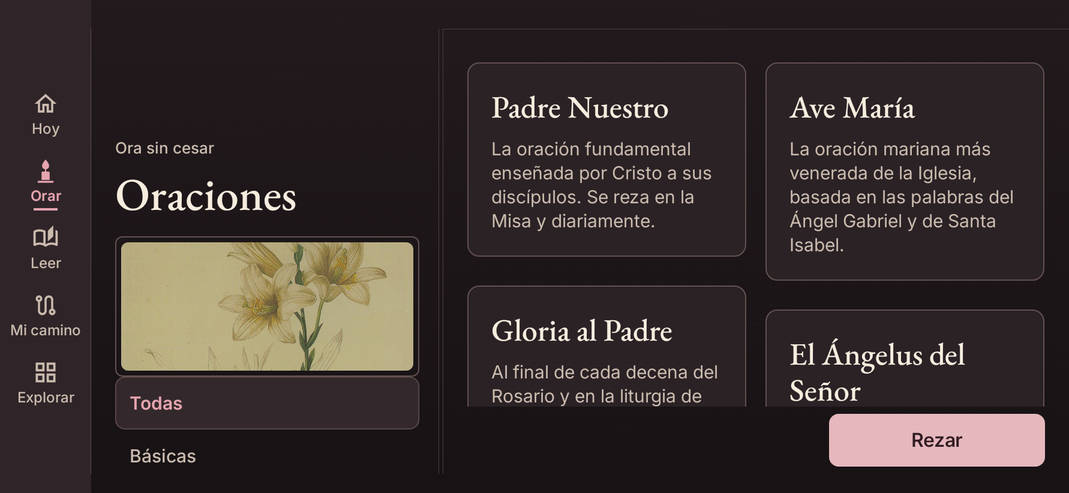 Hoy
Orar
Leer
Mi camino
Explorar
Ora sin cesar
Oraciones
Todas
Básicas
Padre Nuestro
La oración fundamental
enseñada por Cristo a sus
discípulos. Se reza en la
Misa y diariamente.
Ave María
La oración mariana más
venerada de la Iglesia,
basada en las palabras del
Ángel Gabriel y de Santa
Isabel.
Gloria al Padre
Al final de cada decena del
Rosario y en la liturgia de
El Ángelus del
Señor
Rezar